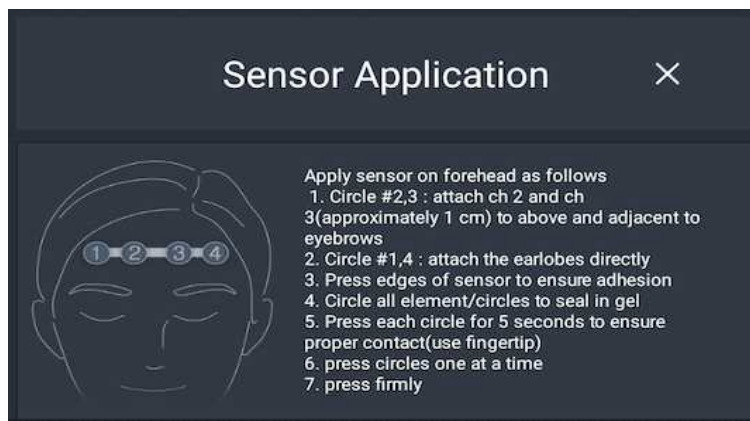 Sensor Application
1 2 3 4
Apply sensor on forehead as follows
1. Circle #2,3 : attach ch 2 and ch
3(approximately 1 cm) to above and adjacent to
eyebrows
2. Circle #1,4 : attach the earlobes directly
3. Press edges of sensor to ensure adhesion
4. Circle all element/circles to seal in gel
5. Press each circle for 5 seconds to ensure
proper contact(use fingertip)
6. press circles one at a time
7. press firmly